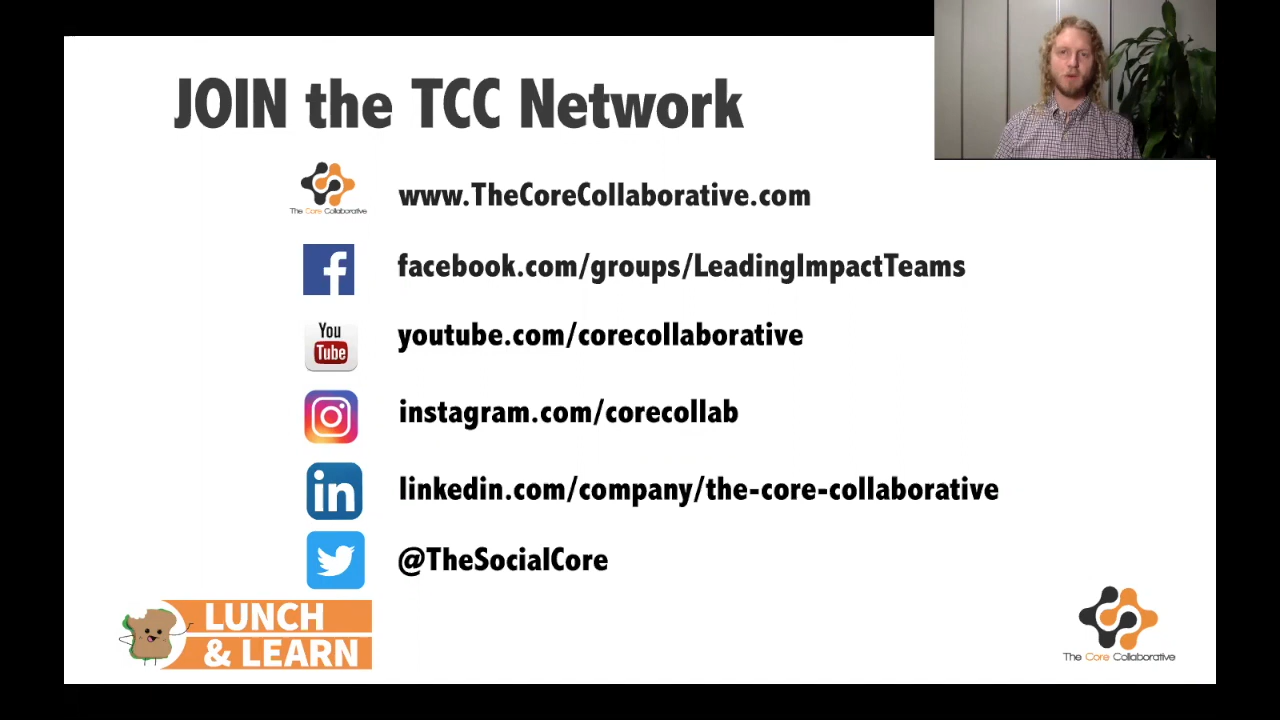 JOIN the TCC Network
The Core Collaborative
www.TheCoreCollaborative.com
facebook.com/groups/LeadingImpactTeams
You
Tube
youtube.com/corecollaborative
instagram.com/corecollab
in
linkedin.com/company/the-core-collaborative
@TheSocialCore
LUNCH
& LEARN
The Core Collaborative